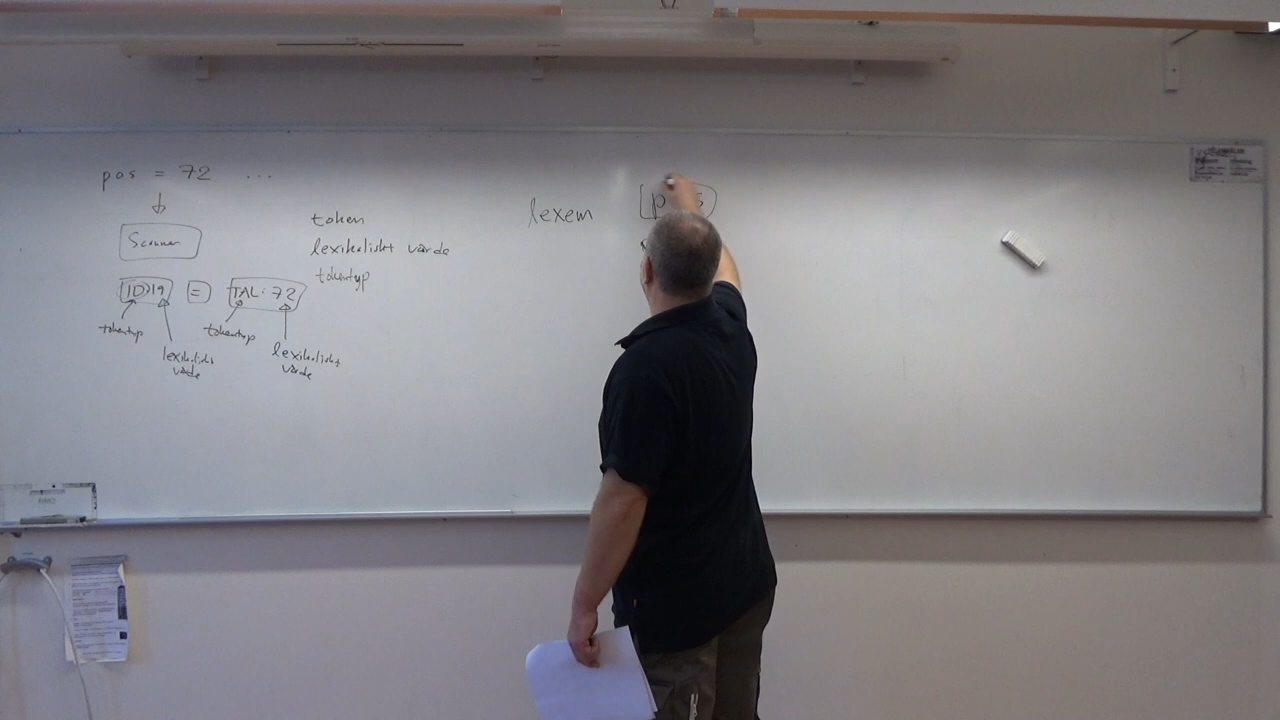 pos = 72 ...
Scanner
ID:19 = TAL: 72
tokentyp
lexikaliskt
värde
tokentyp
lexikaliskt
värde
token
lexikaliskt värde
tokentyp
lexem